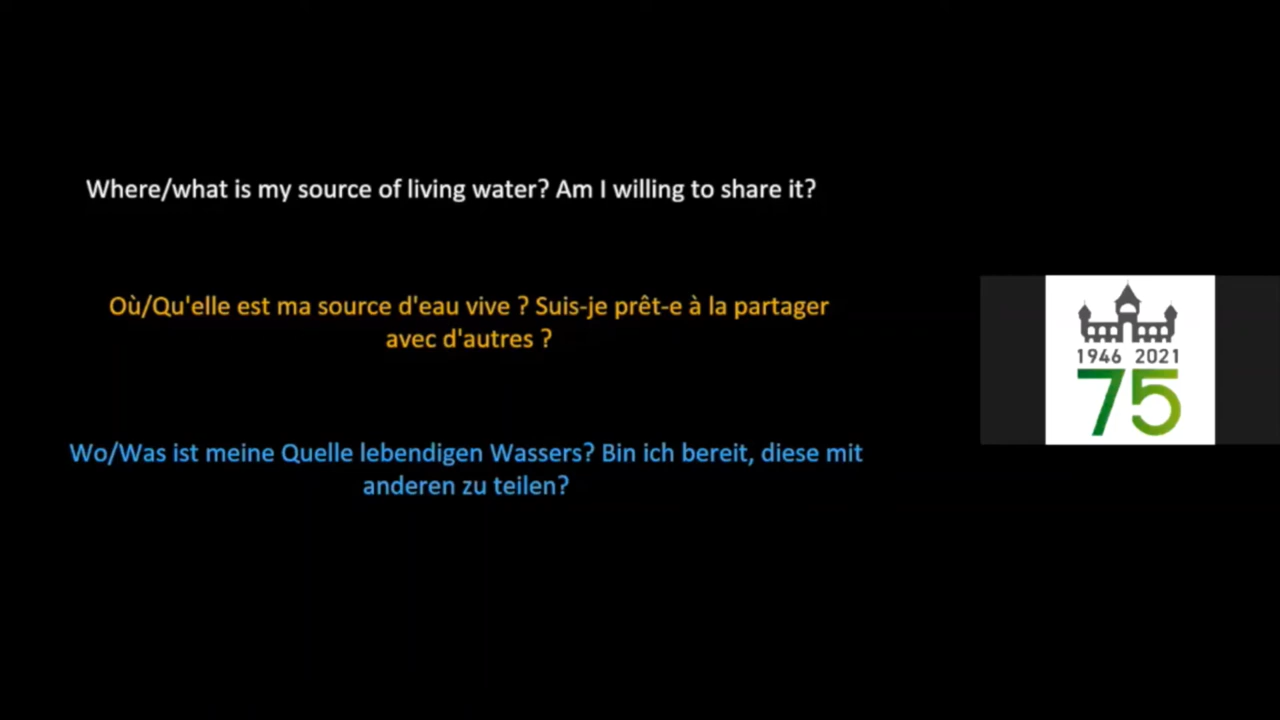 Where/what is my source of living water? Am I willing to share it?
Où/Qu'elle est ma source d'eau vive ? Suis-je prêt-e à la partager
avec d'autres ?
Wo/Was ist meine Quelle lebendigen Wassers? Bin ich bereit, diese mit
anderen zu teilen?
1946 2021
75